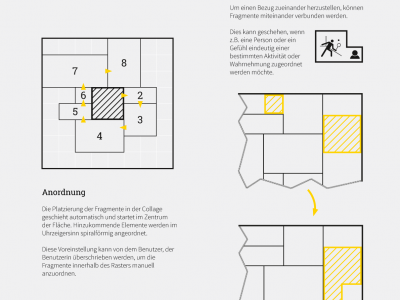 Um einen Bezug zueinander herzustellen, können
Fragmente miteinander verbunden werden.
Dies kann geschehen, wenn
z.B. eine Person oder ein
Gefühl eindeutig einer
bestimmten Aktivität oder
Wahrnehmung zugeordnet
werden möchte.
8
7
6
2
5
3
4
Anordnung
Die Platzierung der Fragmente in der Collage
geschieht automatisch und startet im Zentrum
der Fläche. Hinzukommende Elemente werden im
Uhrzeigersinn spiralförmig angeordnet.
Diese Voreinstellung kann von dem Benutzer, der
Benutzerin überschrieben werden, um die
Fragmente innerhalb des Rasters manuell
anzuordnen.